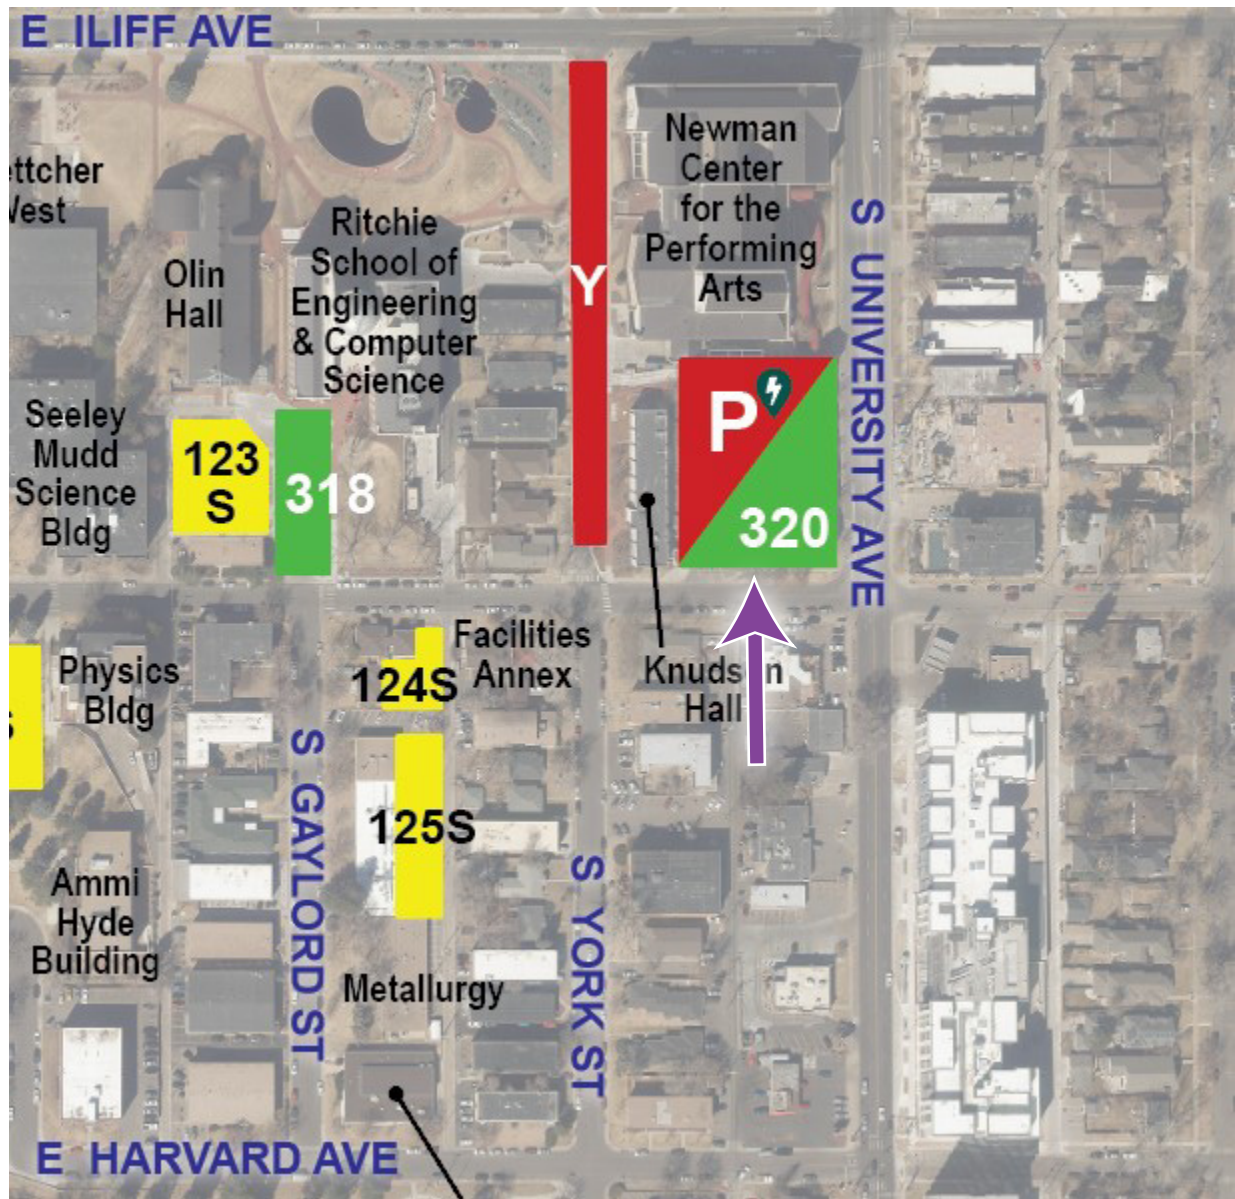 E ILIFF AVE
ettcher
West
Olin
Hall
Ritchie
School of
Engineering
& Computer
Science
Y
Newman
Center
for the
Performing
Arts
S UNIVERSITY AVE
Seeley
Mudd
Science
Bldg
123
S
318
P
320
Physics
Bldg
124S
Facilities
Annex
Knudsn
Hall
S
S GAYLORD ST
125S
S YORK ST
Ammi
Hyde
Building
Metallurgy
E HARVARD AVE